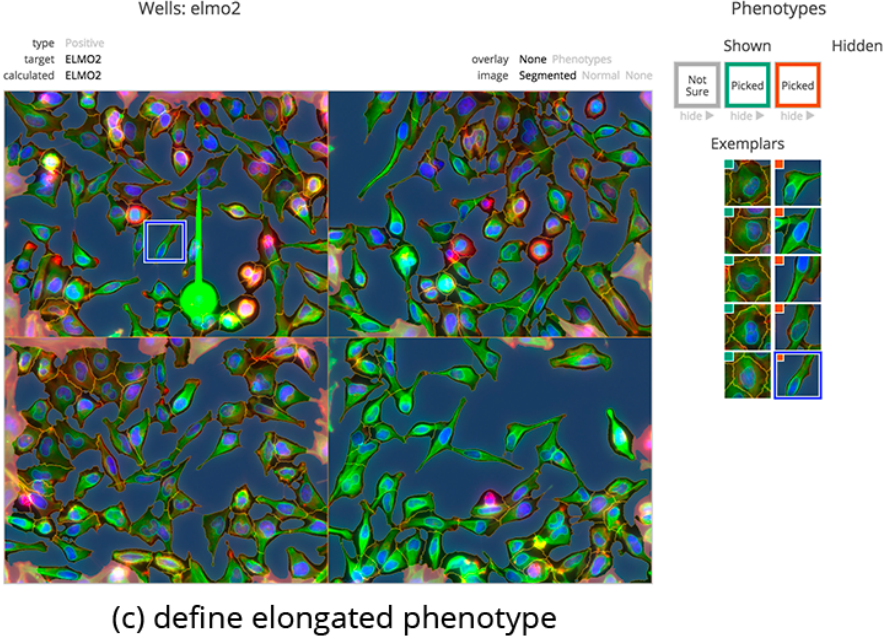 Wells: elmo2
Phenotypes
type Positive
target ELMO2
calculated ELMO2
overlay None Phenotypes
image Segmented Normal None
Shown Hidden
Not Sure
Picked
Picked
hide ▶ hide ▶ hide ▶
Exemplars
(c) define elongated phenotype